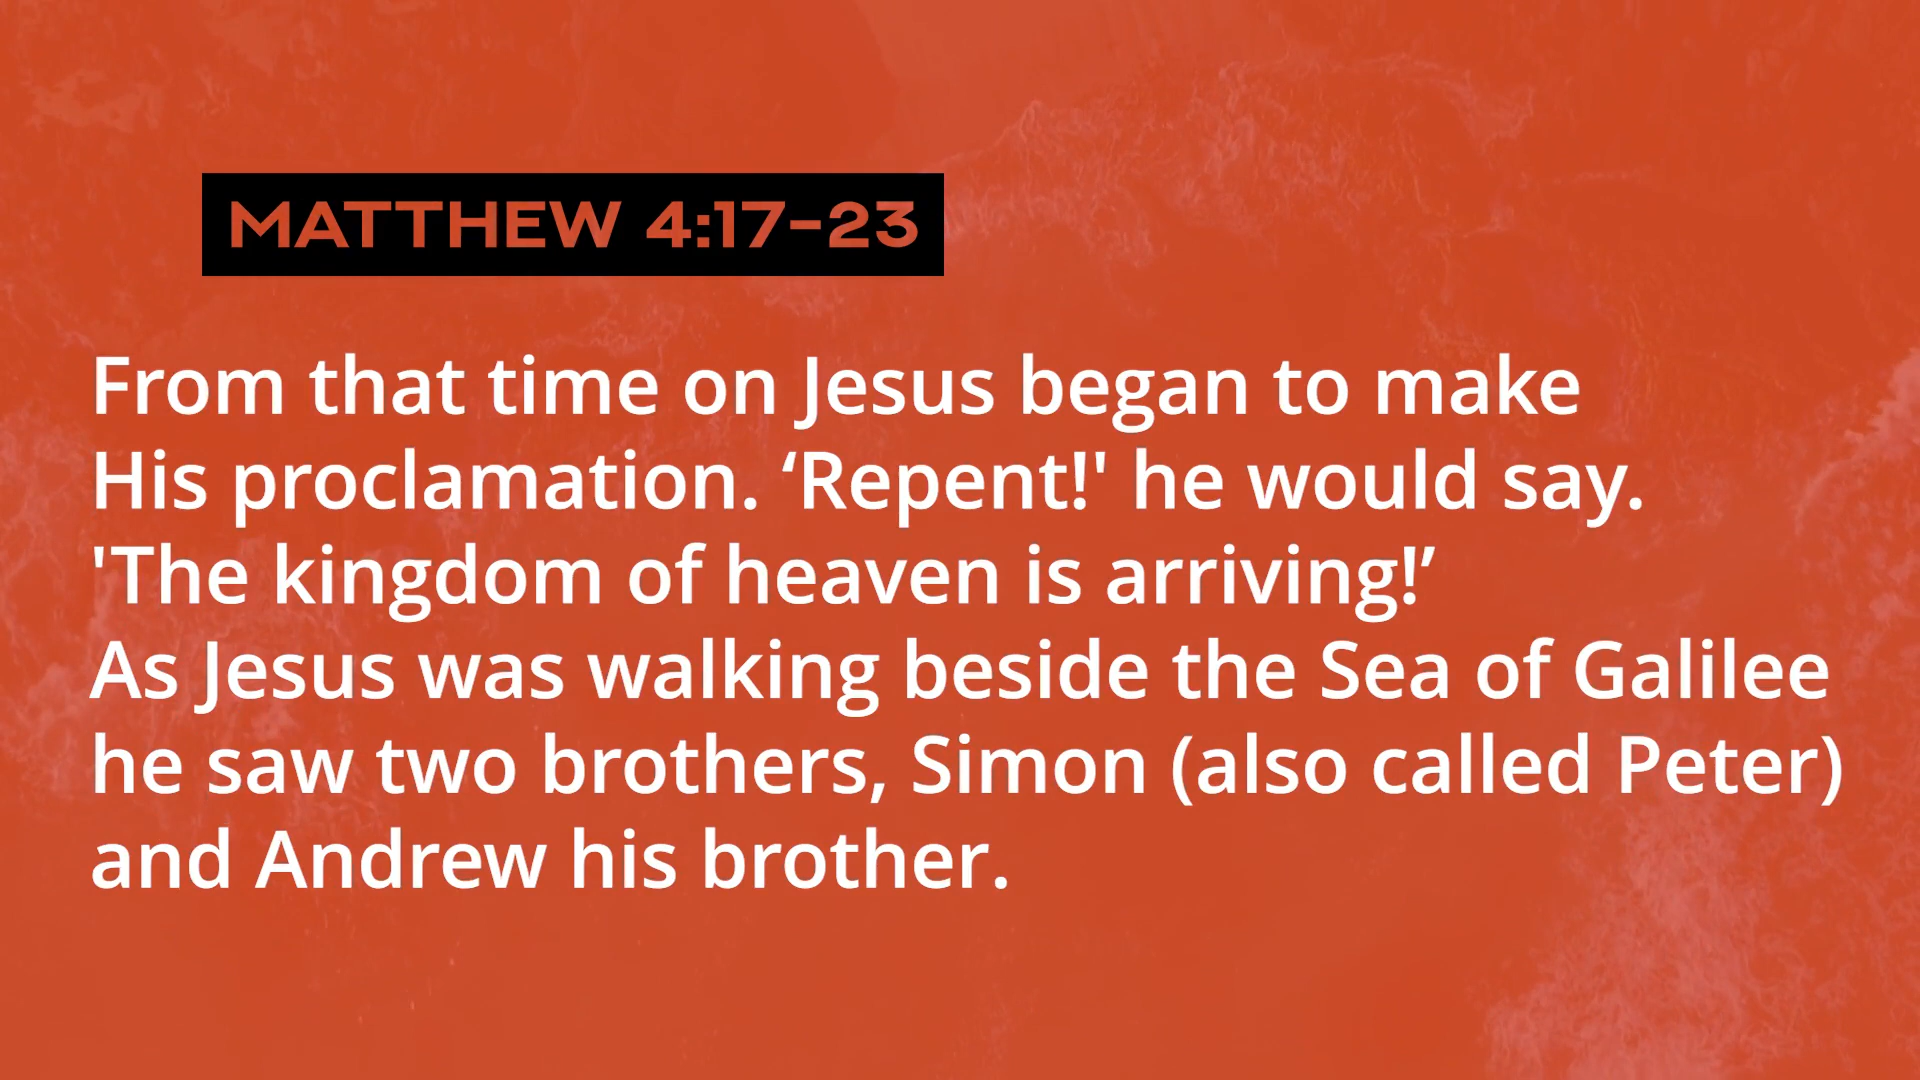 MATTHEW 4:17-23
From that time on Jesus began to make
His proclamation. ‘Repent!' he would say.
'The kingdom of heaven is arriving!’
As Jesus was walking beside the Sea of Galilee
he saw two brothers, Simon (also called Peter)
and Andrew his brother.